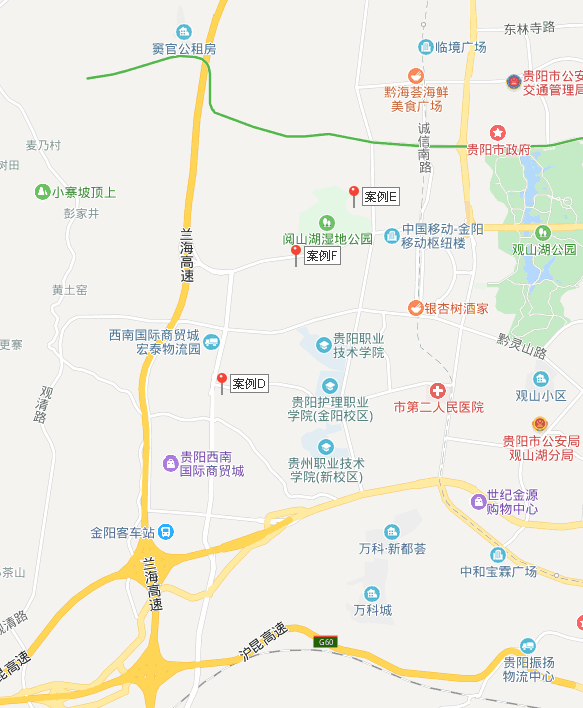 东林寺路
窦官公租房
临境广场
贵阳市公安
交通管理局
黔海荟海鲜
美食广场
诚信南路
麦乃村
贵阳市政府
树田
小寨坡顶上
案例E
彭家井
兰海高速
阅山湖湿地公园
中国移动-金阳
移动枢纽楼
观山湖公园
案例F
黄土窑
银杏树酒家
西南国际商贸城
宏泰物流园
贵阳职业
技术学院
黔灵山路
更寨
案例D
观清路
贵阳护理职业
学院(金阳校区)
市第二人民医院
观山小区
贵阳市公安局
观山湖分局
贵阳西南
国际商贸城
贵州职业技术
学院(新校区)
世纪金源
购物中心
金阳客车站
万科·新都荟
兰海高速
中和宝霖广场
茶山
万科城
观清路
沪昆高速
G60
昆高速
贵阳振扬
物流中心